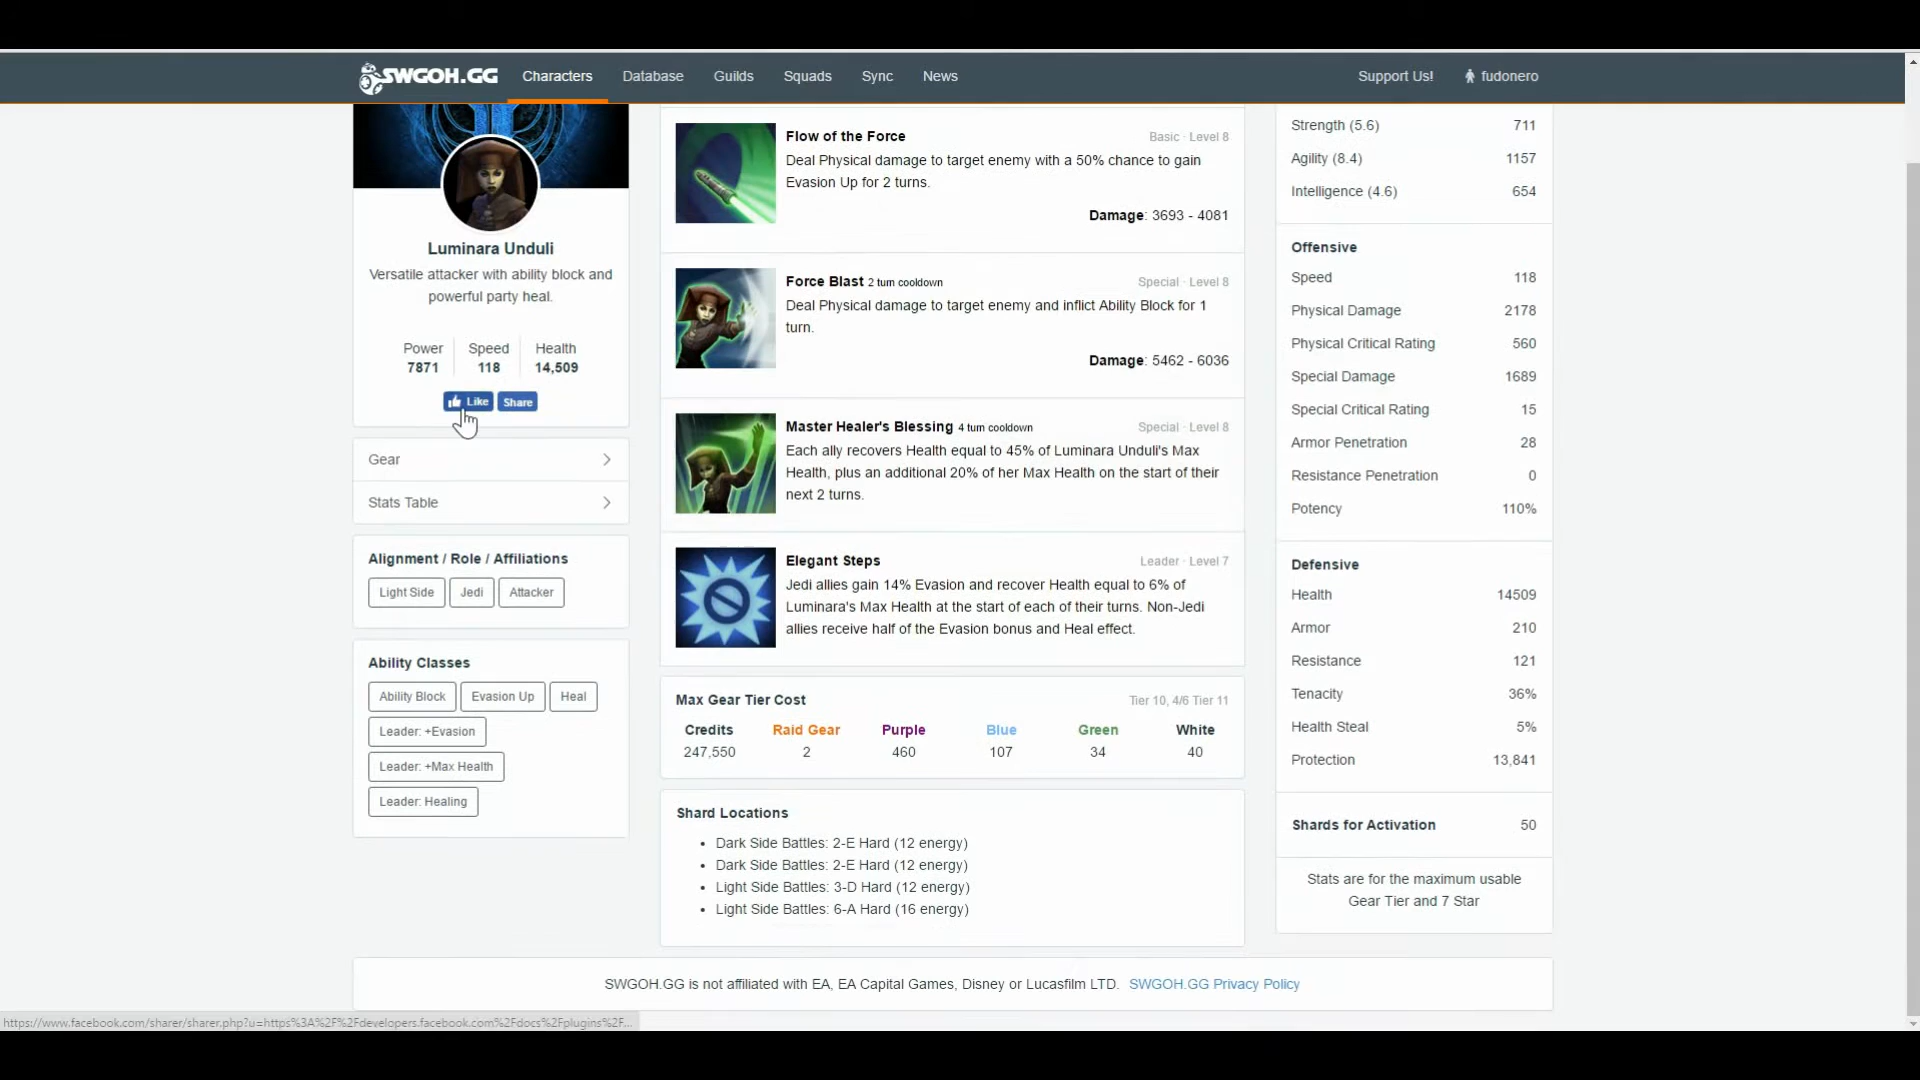 SWGOH.GG
Characters
Database
Guilds
Squads
Sync
News
Support Us!
fudonero
Luminara Unduli
Versatile attacker with ability block and
powerful party heal.
Power Speed Health
7871 118 14,509
Like Share
Gear
Stats Table
Alignment / Role / Affiliations
Light Side Jedi Attacker
Ability Classes
Ability Block Evasion Up Heal
Leader: +Evasion
Leader: +Max Health
Leader: Healing
Flow of the Force Basic · Level 8
Deal Physical damage to target enemy with a 50% chance to gain
Evasion Up for 2 turns.
Damage: 3693 - 4081
Force Blast 2 turn cooldown Special · Level 8
Deal Physical damage to target enemy and inflict Ability Block for 1
turn.
Damage: 5462 - 6036
Master Healer's Blessing 4 turn cooldown Special · Level 8
Each ally recovers Health equal to 45% of Luminara Unduli's Max
Health, plus an additional 20% of her Max Health on the start of their
next 2 turns.
Elegant Steps Leader · Level 7
Jedi allies gain 14% Evasion and recover Health equal to 6% of
Luminara's Max Health at the start of each of their turns. Non-Jedi
allies receive half of the Evasion bonus and Heal effect.
Max Gear Tier Cost Tier 10, 4/6 Tier 11
Credits Raid Gear Purple Blue Green White
247,550 2 460 107 34 40
Shard Locations
• Dark Side Battles: 2-E Hard (12 energy)
• Dark Side Battles: 2-E Hard (12 energy)
• Light Side Battles: 3-D Hard (12 energy)
• Light Side Battles: 6-A Hard (16 energy)
Strength (5.6) 711
Agility (8.4) 1157
Intelligence (4.6) 654
Offensive
Speed 118
Physical Damage 2178
Physical Critical Rating 560
Special Damage 1689
Special Critical Rating 15
Armor Penetration 28
Resistance Penetration 0
Potency 110%
Defensive
Health 14509
Armor 210
Resistance 121
Tenacity 36%
Health Steal 5%
Protection 13,841
Shards for Activation 50
Stats are for the maximum usable
Gear Tier and 7 Star
SWGOH.GG is not affiliated with EA, EA Capital Games, Disney or Lucasfilm LTD. SWGOH.GG Privacy Policy
https://www.facebook.com/sharer/sharer.php?u=https%3A%2F%2Fdevelopers.facebook.com%2Fdocs%2Fplugins%2F...